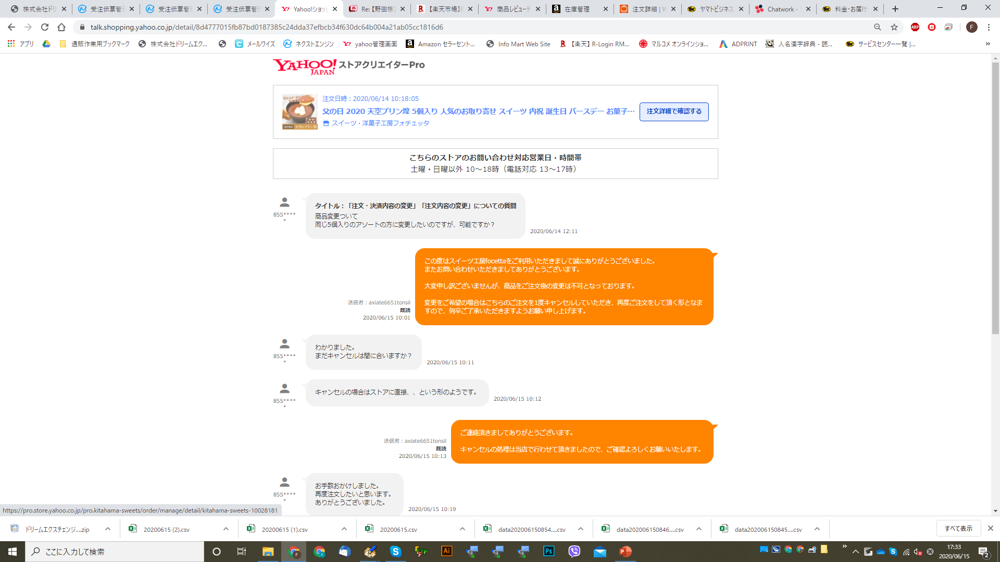 株式会社ドリ
受注伝票管理
受注伝票管理
受注伝票管理
Yahoo!ショッピ
Re: 【野田様】
【楽天市場】R
商品レビューチ
在庫管理
注文詳細 | W
ヤマトビジネス
Chatwork -
料金･お届け
talk.shopping.yahoo.co.jp/detail/8d4777015fb87bd0187385c24dda37efbcb34f630dc64b004a21ab05cc1816d6
アプリ
通販作業用ブックマーク
株式会社ドリームエク...
メールワイズ
ネクストエンジン
yahoo管理画面
Amazon セラーセント...
Info Mart Web Site
【楽天】 R-Login RM...
マルコメ オンラインショ...
ADPRINT
人名漢字辞典 - 読...
サービスセンター一覧 |...
YAHOO! JAPAN ストアクリエイターPro
注文日時：2020/06/14 10:18:05
父の日 2020 天空プリン煌 5個入り 人気のお取り寄せ スイーツ 内祝 誕生日 バースデー お菓子…
注文詳細で確認する
スイーツ・洋菓子工房フォチェッタ
こちらのストアのお問い合わせ対応営業日・時間帯
土曜・日曜以外 10～18時（電話対応 13～17時）
タイトル：「注文・決済内容の変更」「注文内容の変更」についての質問
商品変更ついて
同じ5個入りのアソートの方に変更したいのですが、可能ですか？
855****
*
2020/06/14 12:11
この度はスイーツ工房focettaをご利用いただきまして誠にありがとうございました。
またお問い合わせいただきましてありがとうございます。
大変申し訳ございませんが、商品をご注文後の変更は不可となっております。
変更をご希望の場合はこちらのご注文を1度キャンセルしていただき、再度ご注文をして頂く形となま
すので、何卒ご了承いただきますようお願い申し上げます。
送信者：axiate6651tonsil
既読
2020/06/15 10:01
わかりました。
まだキャンセルは間に合いますか？
855****
*
2020/06/15 10:11
キャンセルの場合はストアに直接、、という形のようです。
855****
*
2020/06/15 10:12
ご連絡頂きましてありがとうございます。
キャンセルの処理は当店で行わせて頂きましたので、ご確認よろしくお願いいたします。
送信者：axiate6651tonsil
既読
2020/06/15 10:13
お手数おかけしました。
再度注文したいと思います。
ありがとうございました。
855****
*
2020/06/15 10:19
https://pro.store.yahoo.co.jp/pro.kitahama-sweets/order/manage/detail/kitahama-sweets-10028181
ドリームエクスチェンジ....zip
20200615 (2).csv
20200615 (1).csv
20200615.csv
data202006150854....csv
data202006150846....csv
data202006150845....csv
すべて表示
ここに入力して検索
17:33
2020/06/15
2